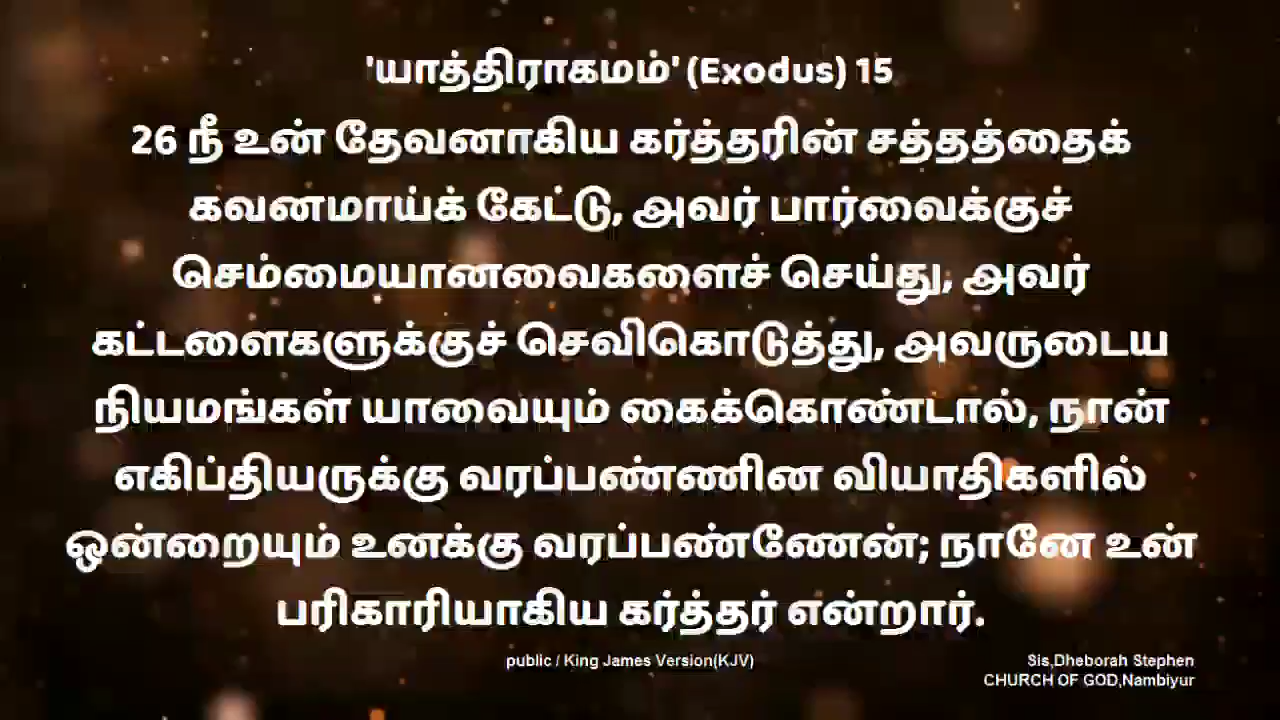 'யாத்திராகமம்' (Exodus) 15
26 நீ உன் தேவனாகிய கர்த்தரின் சத்தத்தைக்
கவனமாய்க் கேட்டு, அவர் பார்வைக்குச்
செம்மையானவைகளைச் செய்து, அவர்
கட்டளைகளுக்குச் செவிகொடுத்து, அவருடைய
நியமங்கள் யாவையும் கைக்கொண்டால், நான்
எகிப்தியருக்கு வரப்பண்ணின வியாதிகளில்
ஒன்றையும் உனக்கு வரப்பண்ணேன்; நானே உன்
பரிகாரியாகிய கர்த்தர் என்றார்.
public / King James Version(KJV)
Sis,Dheborah Stephen
CHURCH OF GOD,Nambiyur